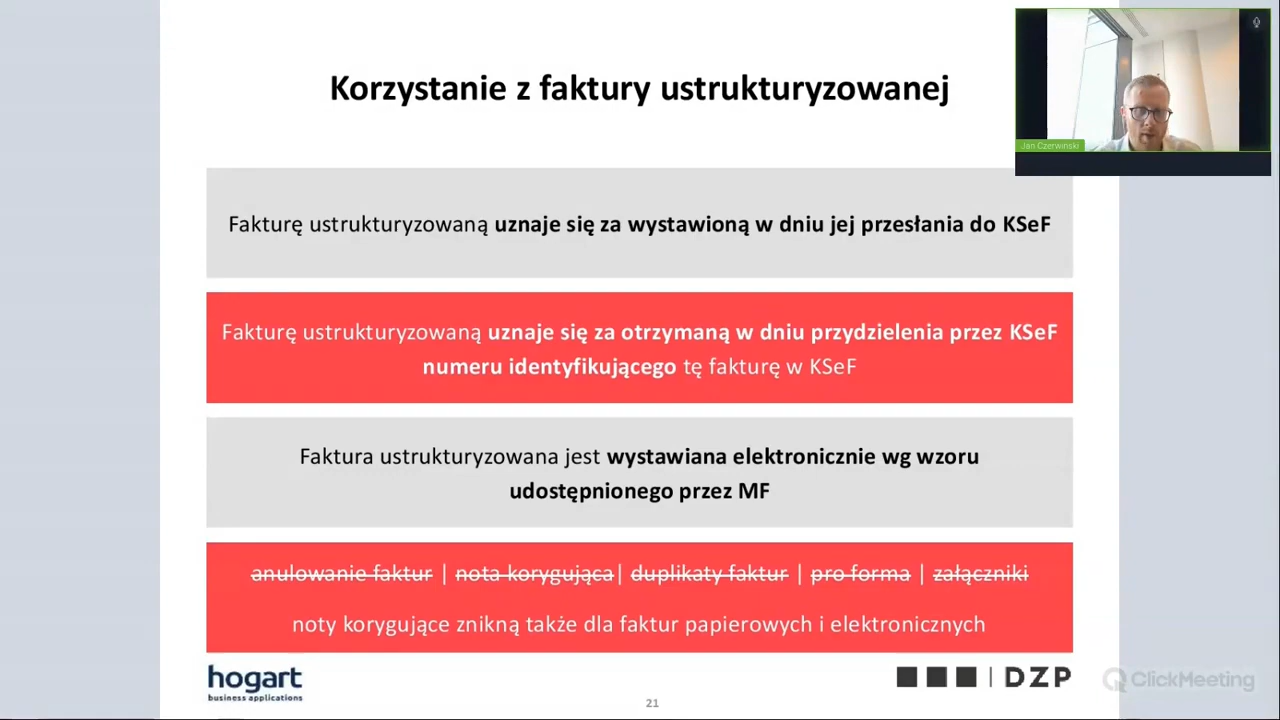 Korzystanie z faktury ustrukturyzowanej
Jan Czerwiński
Fakturę ustrukturyzowaną uznaje się za wystawioną w dniu jej przesłania do KSeF
Fakturę ustrukturyzowaną uznaje się za otrzymaną w dniu przydzielenia przez KSeF
numeru identyfikującego tę fakturę w KSeF
Faktura ustrukturyzowana jest wystawiana elektronicznie wg wzoru
udostępnionego przez MF
anulowanie faktur | nota korygująca| duplikaty faktur | pro forma | załączniki
noty korygujące znikną także dla faktur papierowych i elektronicznych
hogart
business applications
DZP
ClickMeeting
21